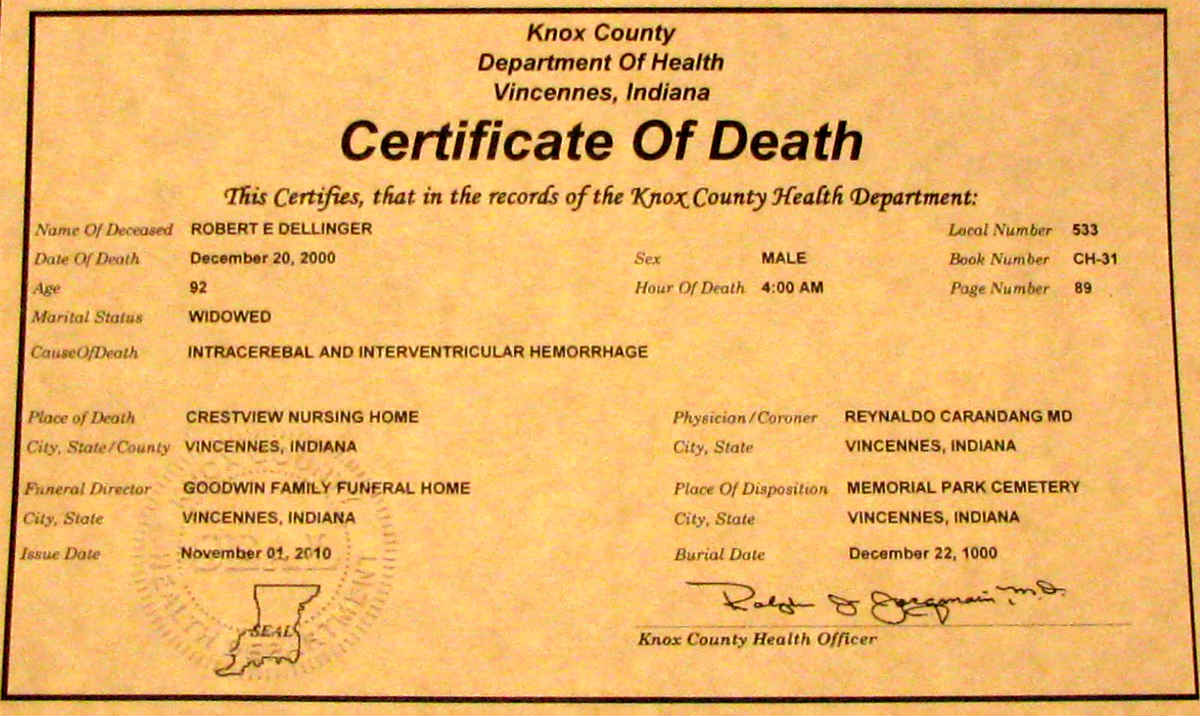 Knox County
Department Of Health
Vincennes, Indiana
Certificate Of Death
This Certifies, that in the records of the Knox County Health Department:
Name Of Deceased ROBERT E DELLINGER Local Number 533
Date Of Death December 20, 2000 Sex MALE Book Number CH-31
Age 92 Hour Of Death 4:00 AM Page Number 89
Marital Status WIDOWED
CauseOfDeath INTRACEREBAL AND INTERVENTRICULAR HEMORRHAGE
Place of Death CRESTVIEW NURSING HOME Physician/Coroner REYNALDO CARANDANG MD
City, State/County VINCENNES, INDIANA City, State VINCENNES, INDIANA
Funeral Director GOODWIN FAMILY FUNERAL HOME Place Of Disposition MEMORIAL PARK CEMETERY
City, State VINCENNES, INDIANA City, State VINCENNES, INDIANA
Issue Date November 01, 2010 Burial Date December 22, 1000
Ralph J M.D.
SEAL
Knox County Health Officer